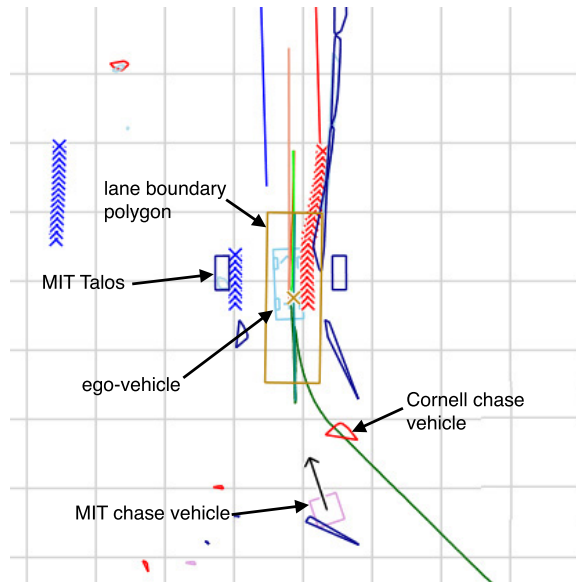 lane boundary
polygon
MIT Talos
ego-vehicle
Cornell chase
vehicle
MIT chase vehicle